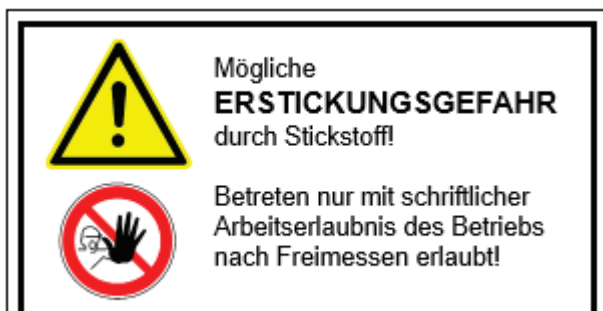 Mögliche
ERSTICKUNGSGEFAHR
durch Stickstoff!
Betreten nur mit schriftlicher
Arbeitserlaubnis des Betriebs
nach Freimessen erlaubt!